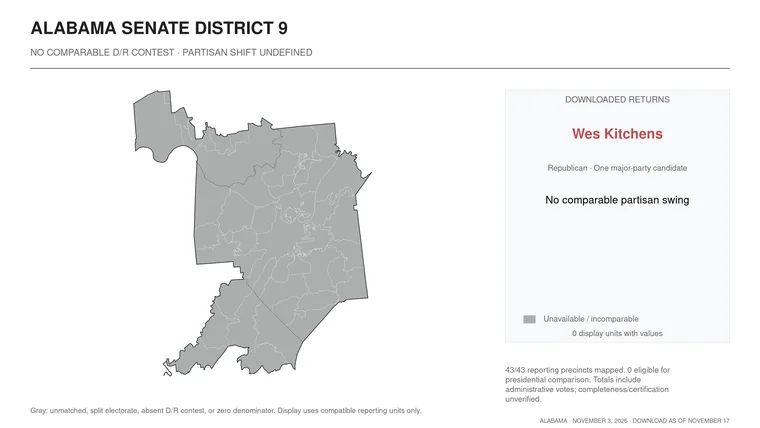 ALABAMA SENATE DISTRICT 9
NO COMPARABLE D/R CONTEST · PARTISAN SHIFT UNDEFINED
DOWNLOADED RETURNS
Wes Kitchens
Republican · One major-party candidate
No comparable partisan swing
Unavailable / incomparable
0 display units with values
43/43 reporting precincts mapped. 0 eligible for
presidential comparison. Totals include
administrative votes; completeness/certification
unverified.
Gray: unmatched, split electorate, absent D/R contest, or zero denominator. Display uses compatible reporting units only.
ALABAMA · NOVEMBER 3, 2026 · DOWNLOAD AS OF NOVEMBER 17